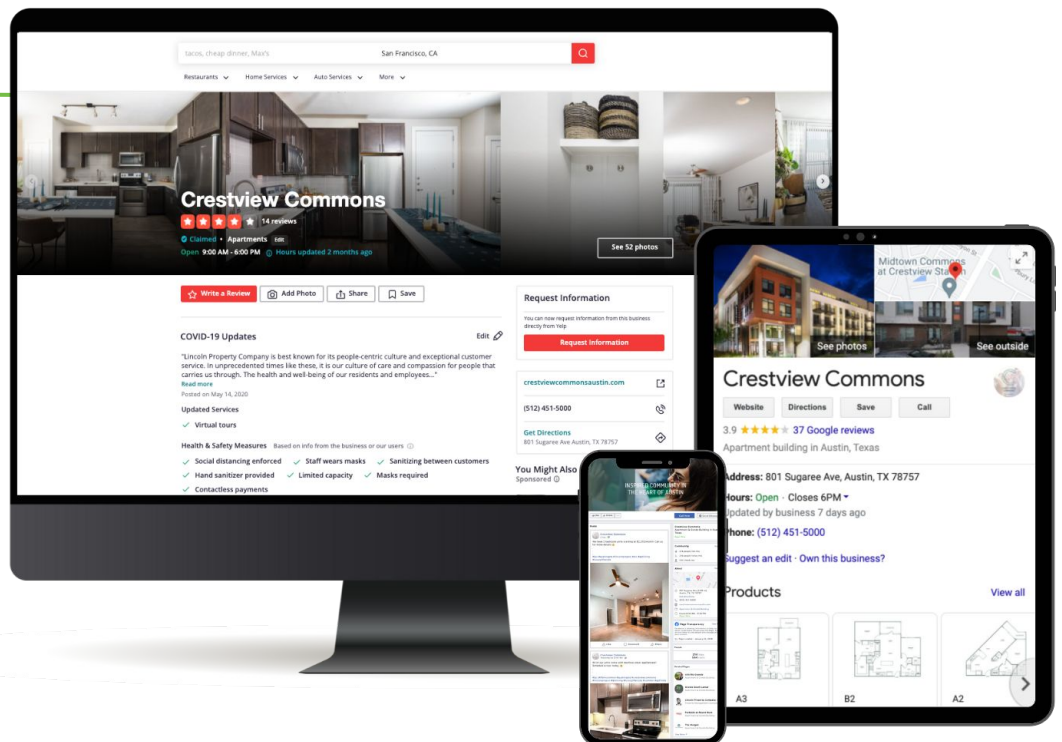 tacos, cheap dinner, Max's
San Francisco, CA
Restaurants
Home Services
Auto Services
More
Crestview Commons
14 reviews
Claimed • Apartments Edit
Open 9:00 AM - 6:00 PM Hours updated 2 months ago
See 52 photos
Write a Review
Add Photo
Share
Save
COVID-19 Updates
Edit
"Lincoln Property Company is best known for its people-centric culture and exceptional customer
service. In unprecedented times like these, it is our culture of care and compassion for people that
carries us through. The health and well-being of our residents and employees..."
Read more
Posted on May 14, 2020
Updated Services
Virtual tours
Health & Safety Measures Based on info from the business or our users
Social distancing enforced
Staff wears masks
Sanitizing between customers
Hand sanitizer provided
Limited capacity
Masks required
Contactless payments
Request Information
You can now request information from this business
directly from Yelp
Request Information
crestviewcommonsaustin.com
(512) 451-5000
Get Directions
801 Sugaree Ave Austin, TX 78757
You Might Also
Sponsored
INSPIRED COMMUNITY IN
THE HEART OF AUSTIN
Midtown Commons
at Crestview Station
See photos
See outside
Crestview Commons
Website
Directions
Save
Call
3.9 37 Google reviews
Apartment building in Austin, Texas
Address: 801 Sugaree Ave, Austin, TX 78757
Hours: Open · Closes 6PM
Updated by business 7 days ago
Phone: (512) 451-5000
Suggest an edit · Own this business?
Products
View all
A3
B2
A2